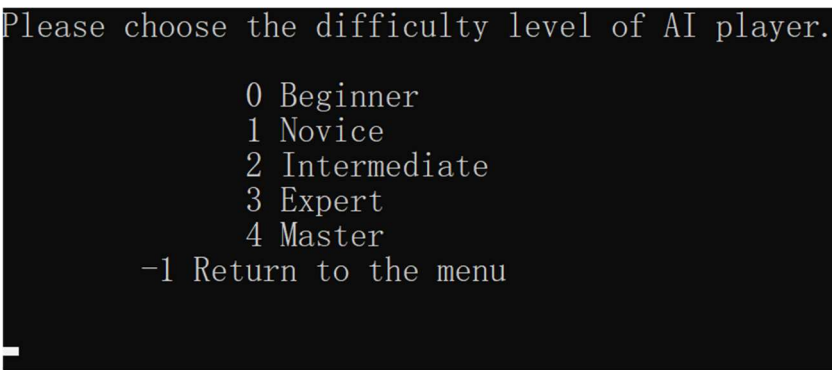 Please choose the difficulty level of AI player.
0 Beginner
1 Novice
2 Intermediate
3 Expert
4 Master
-1 Return to the menu